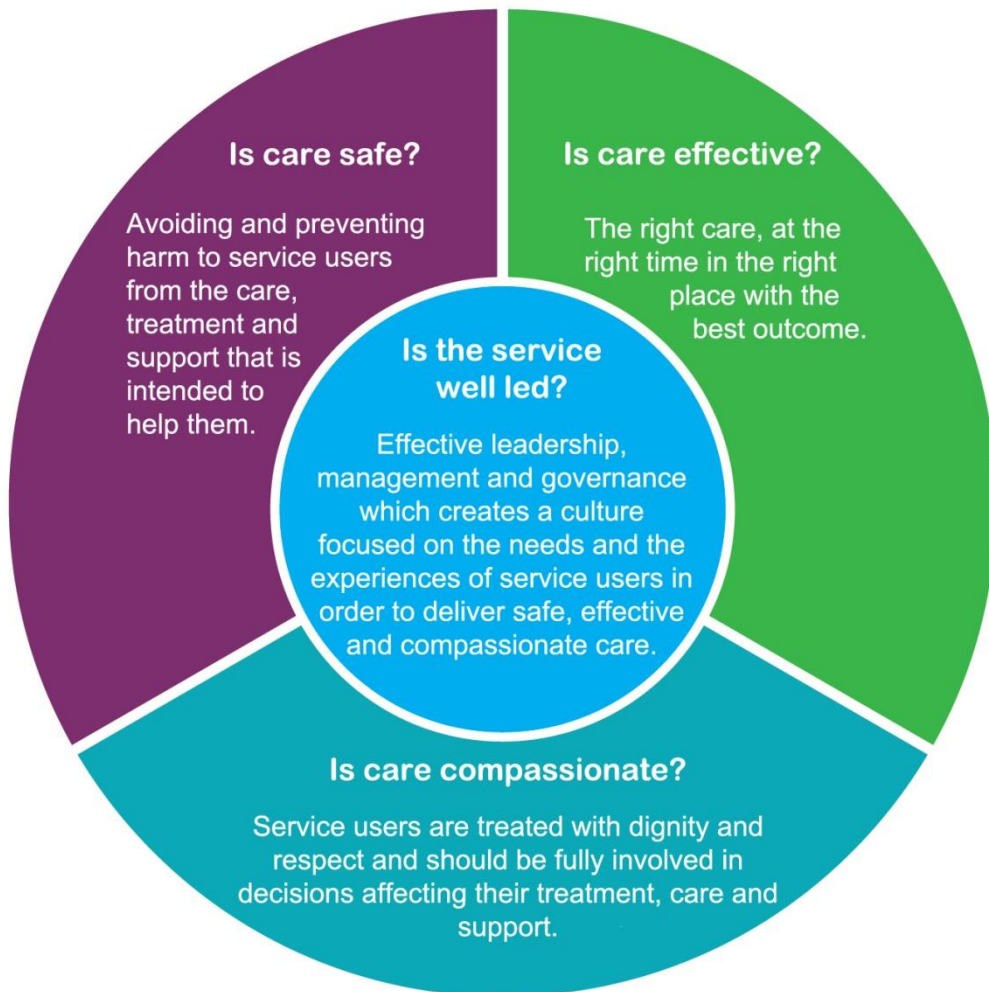 Is care safe?
Avoiding and preventing
harm to service users
from the care,
treatment and
support that is
intended to
help them.
Is care effective?
The right care, at the
right time in the right
place with the
best outcome.
Is the service
well led?
Effective leadership,
management and governance
which creates a culture
focused on the needs and the
experiences of service users in
order to deliver safe, effective
and compassionate care.
Is care compassionate?
Service users are treated with dignity and
respect and should be fully involved in
decisions affecting their treatment, care and
support.